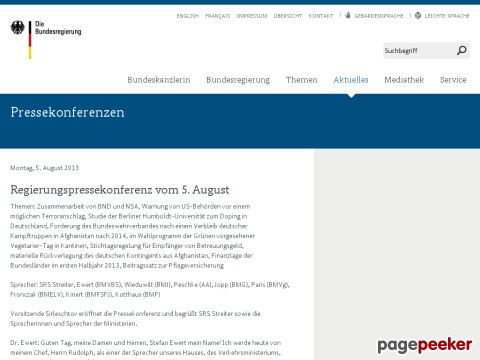 Die
Bundesregierung
ENGLISH FRANÇAIS IMPRESSUM ÜBERSICHT KONTAKT GEBÄRDENSPRACHE LEICHTE SPRACHE
Suchbegriff
Bundeskanzlerin Bundesregierung Themen Aktuelles Mediathek Service
Pressekonferenzen
Montag, 5. August 2013
Regierungspressekonferenz vom 5. August
Themen: Zusammenarbeit von BND und NSA, Warnung von US-Behörden vor einem
möglichen Terroranschlag, Studie der Berliner Humboldt-Universität zum Doping in
Deutschland, Forderung des Bundeswehrverbandes nach einem Verbleib deutscher
Kampftruppen in Afghanistan nach 2014, im Wahlprogramm der Grünen vorgesehener
Vegetarier-Tag in Kantinen, Stichtagsregelung für Empfänger von Betreuungsgeld,
materielle Rückverlegung des deutschen Kontingents aus Afghanistan, Finanzlage der
Bundesländer im ersten Halbjahr 2013, Beitragssatz zur Pflegeversicherung
Sprecher: SRS Streiter, Ewert (BMVBS), Wieduwilt (BMJ), Paeschke (AA), Jopp (BMG), Paris (BMVg),
Fronczak (BMELV), Kinert (BMFSFJ), Kotthaus (BMF)
Vorsitzende Sirleschtov eröffnet die Pressekonferenz und begrüßt SRS Streiter sowie die
Sprecherinnen und Sprecher der Ministerien.
Dr. Ewert: Guten Tag, meine Damen und Herren, Stefan Ewert mein Name! Ich werde heute von
meinem Chef, Herrn Rudolph, als einer der Sprecher unseres Hauses, des Verkehrsministeriums,
pagepeeker